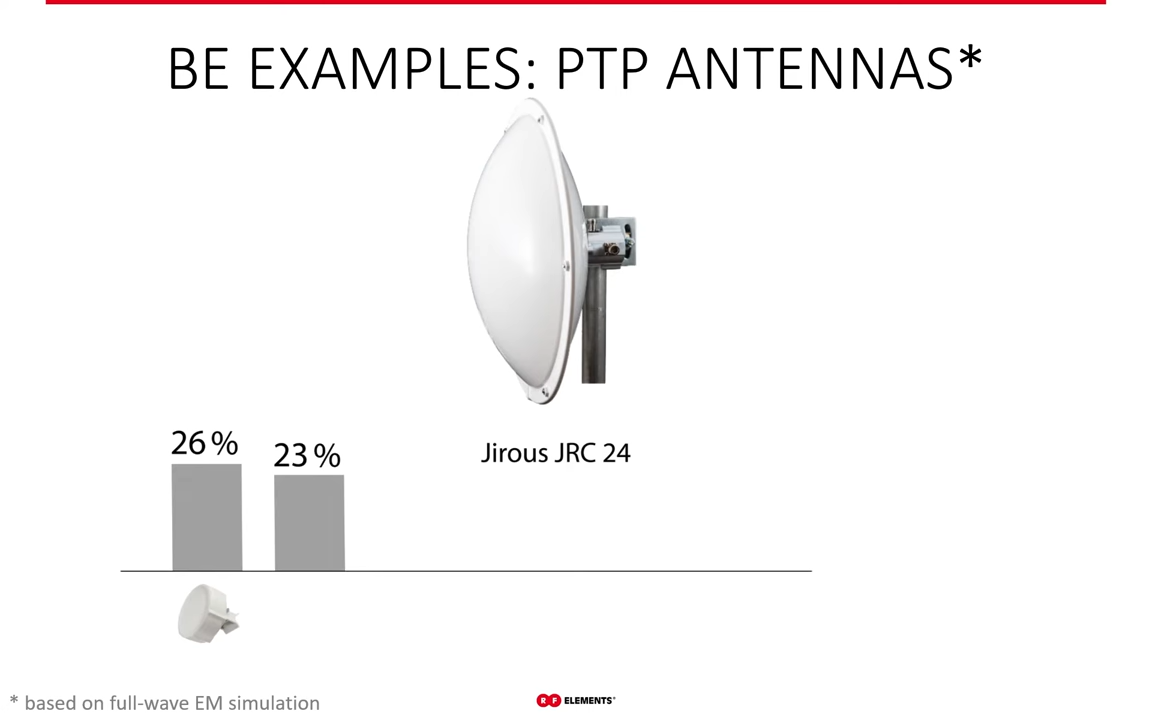 BE EXAMPLES: PTP ANTENNAS*
26 %
23 %
Jirous JRC 24
* based on full-wave EM simulation
RF ELEMENTS®